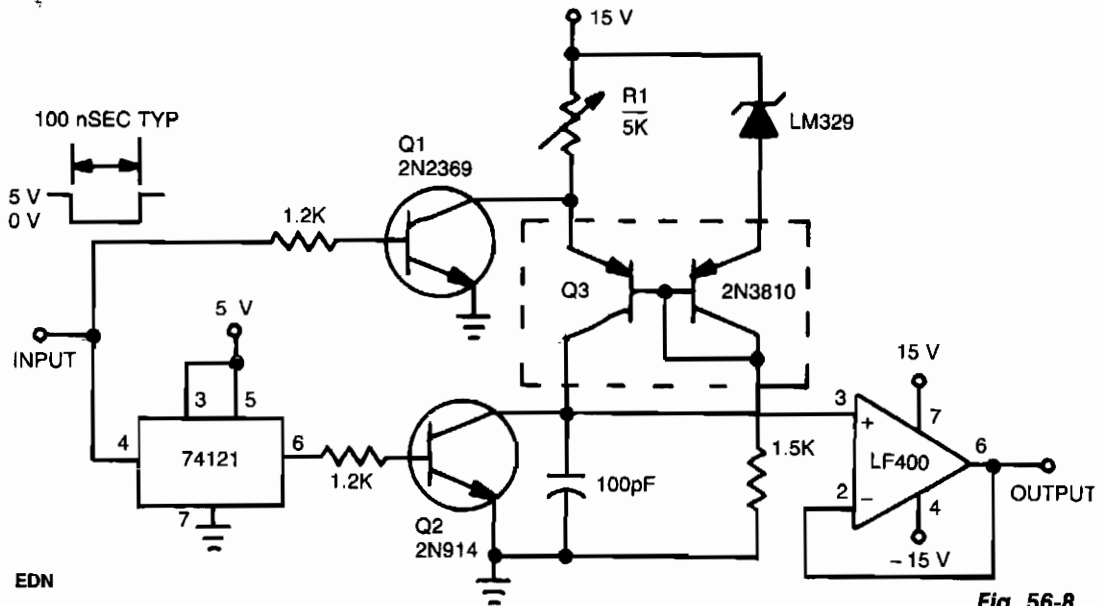 15 V
100 nSEC TYP
5 V
0 V
R1
5K
LM329
Q1
2N2369
1.2K
Q3
2N3810
5 V
INPUT
3
5
4
74121
6
7
1.2K
Q2
2N914
100pF
1.5K
15 V
3
7
+
LF400
6
2
−
4
OUTPUT
– 15 V
EDN
Fig. 56-8